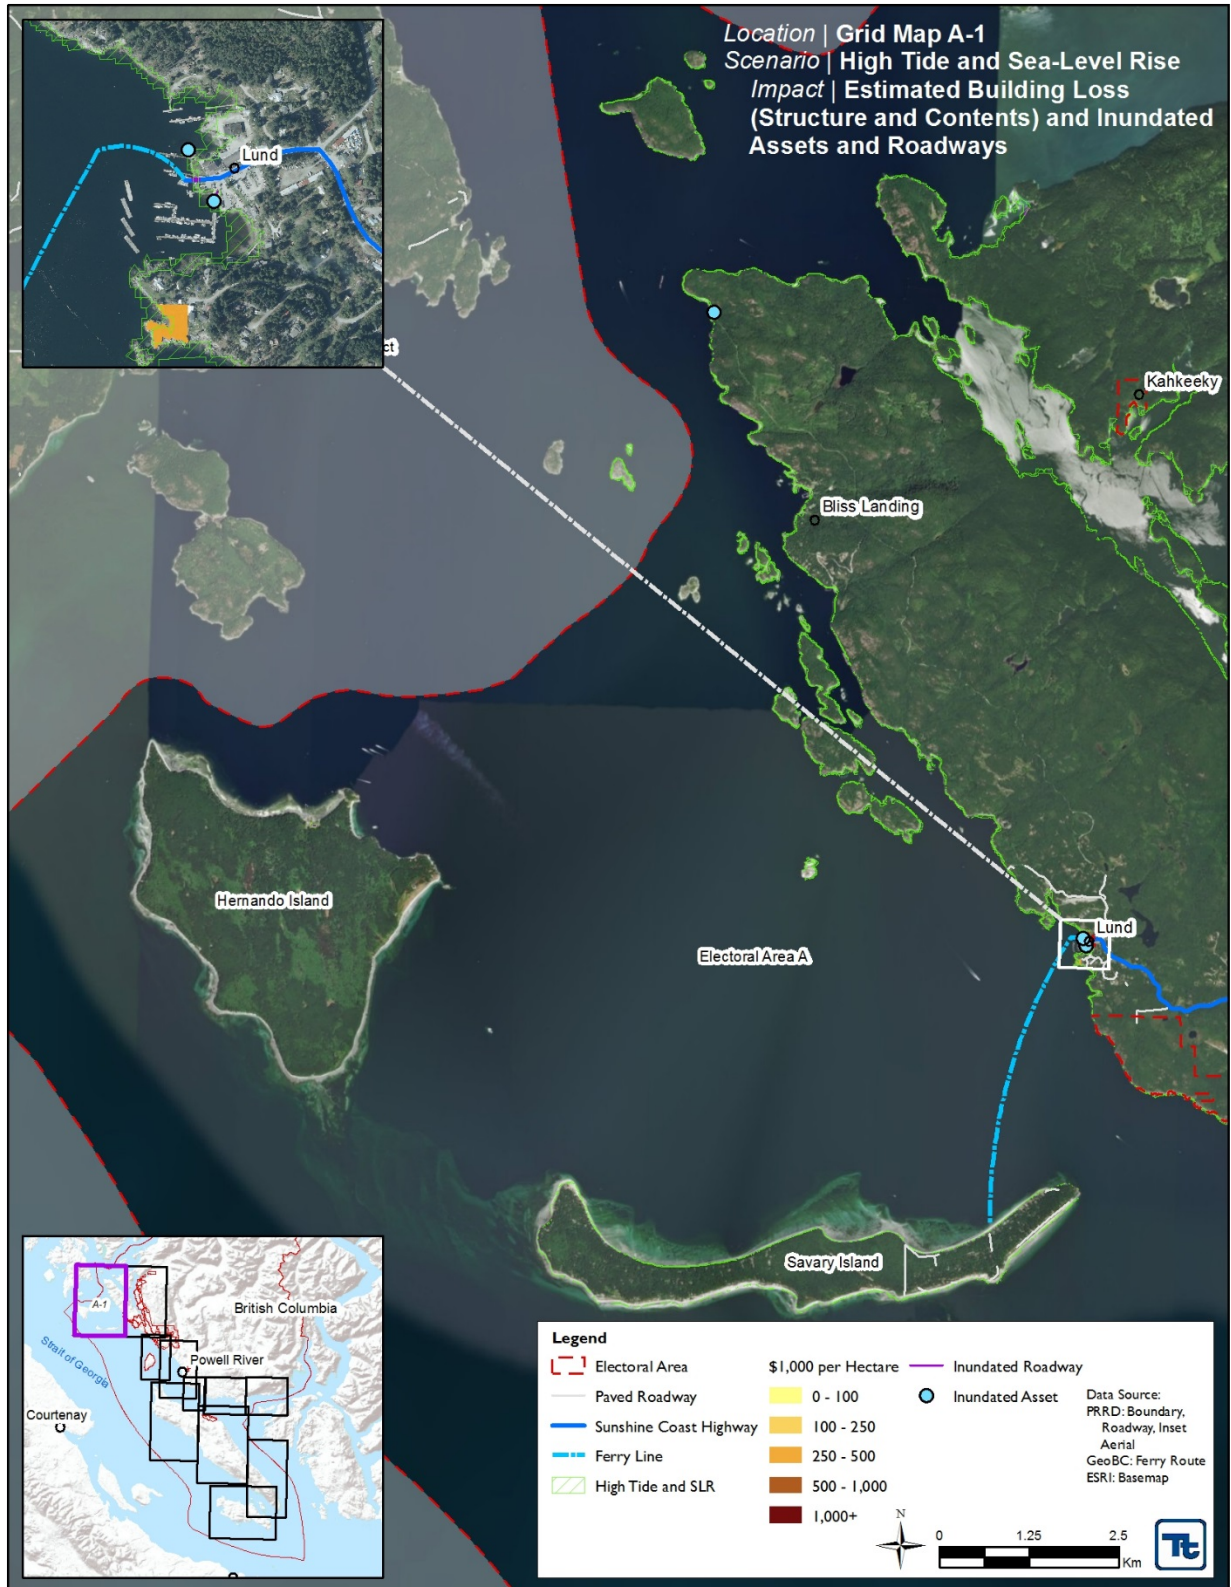 Location | Grid Map A-1
Scenario | High Tide and Sea-Level Rise
Impact | Estimated Building Loss
(Structure and Contents) and Inundated
Assets and Roadways
Lund
ct
Kahkeeky
Bliss Landing
Hernando Island
Lund
Electoral Area A
Savary Island
A-1
British Columbia
Strait of Georgia
Powell River
Courtenay
Legend
Electoral Area
Paved Roadway
Sunshine Coast Highway
Ferry Line
High Tide and SLR
$1,000 per Hectare
0 - 100
100 - 250
250 - 500
500 - 1,000
1,000+
Inundated Roadway
Inundated Asset
Data Source:
PRRD: Boundary,
Roadway, Inset
Aerial
GeoBC: Ferry Route
ESRI: Basemap
N
0 1.25 2.5
Km
Tt